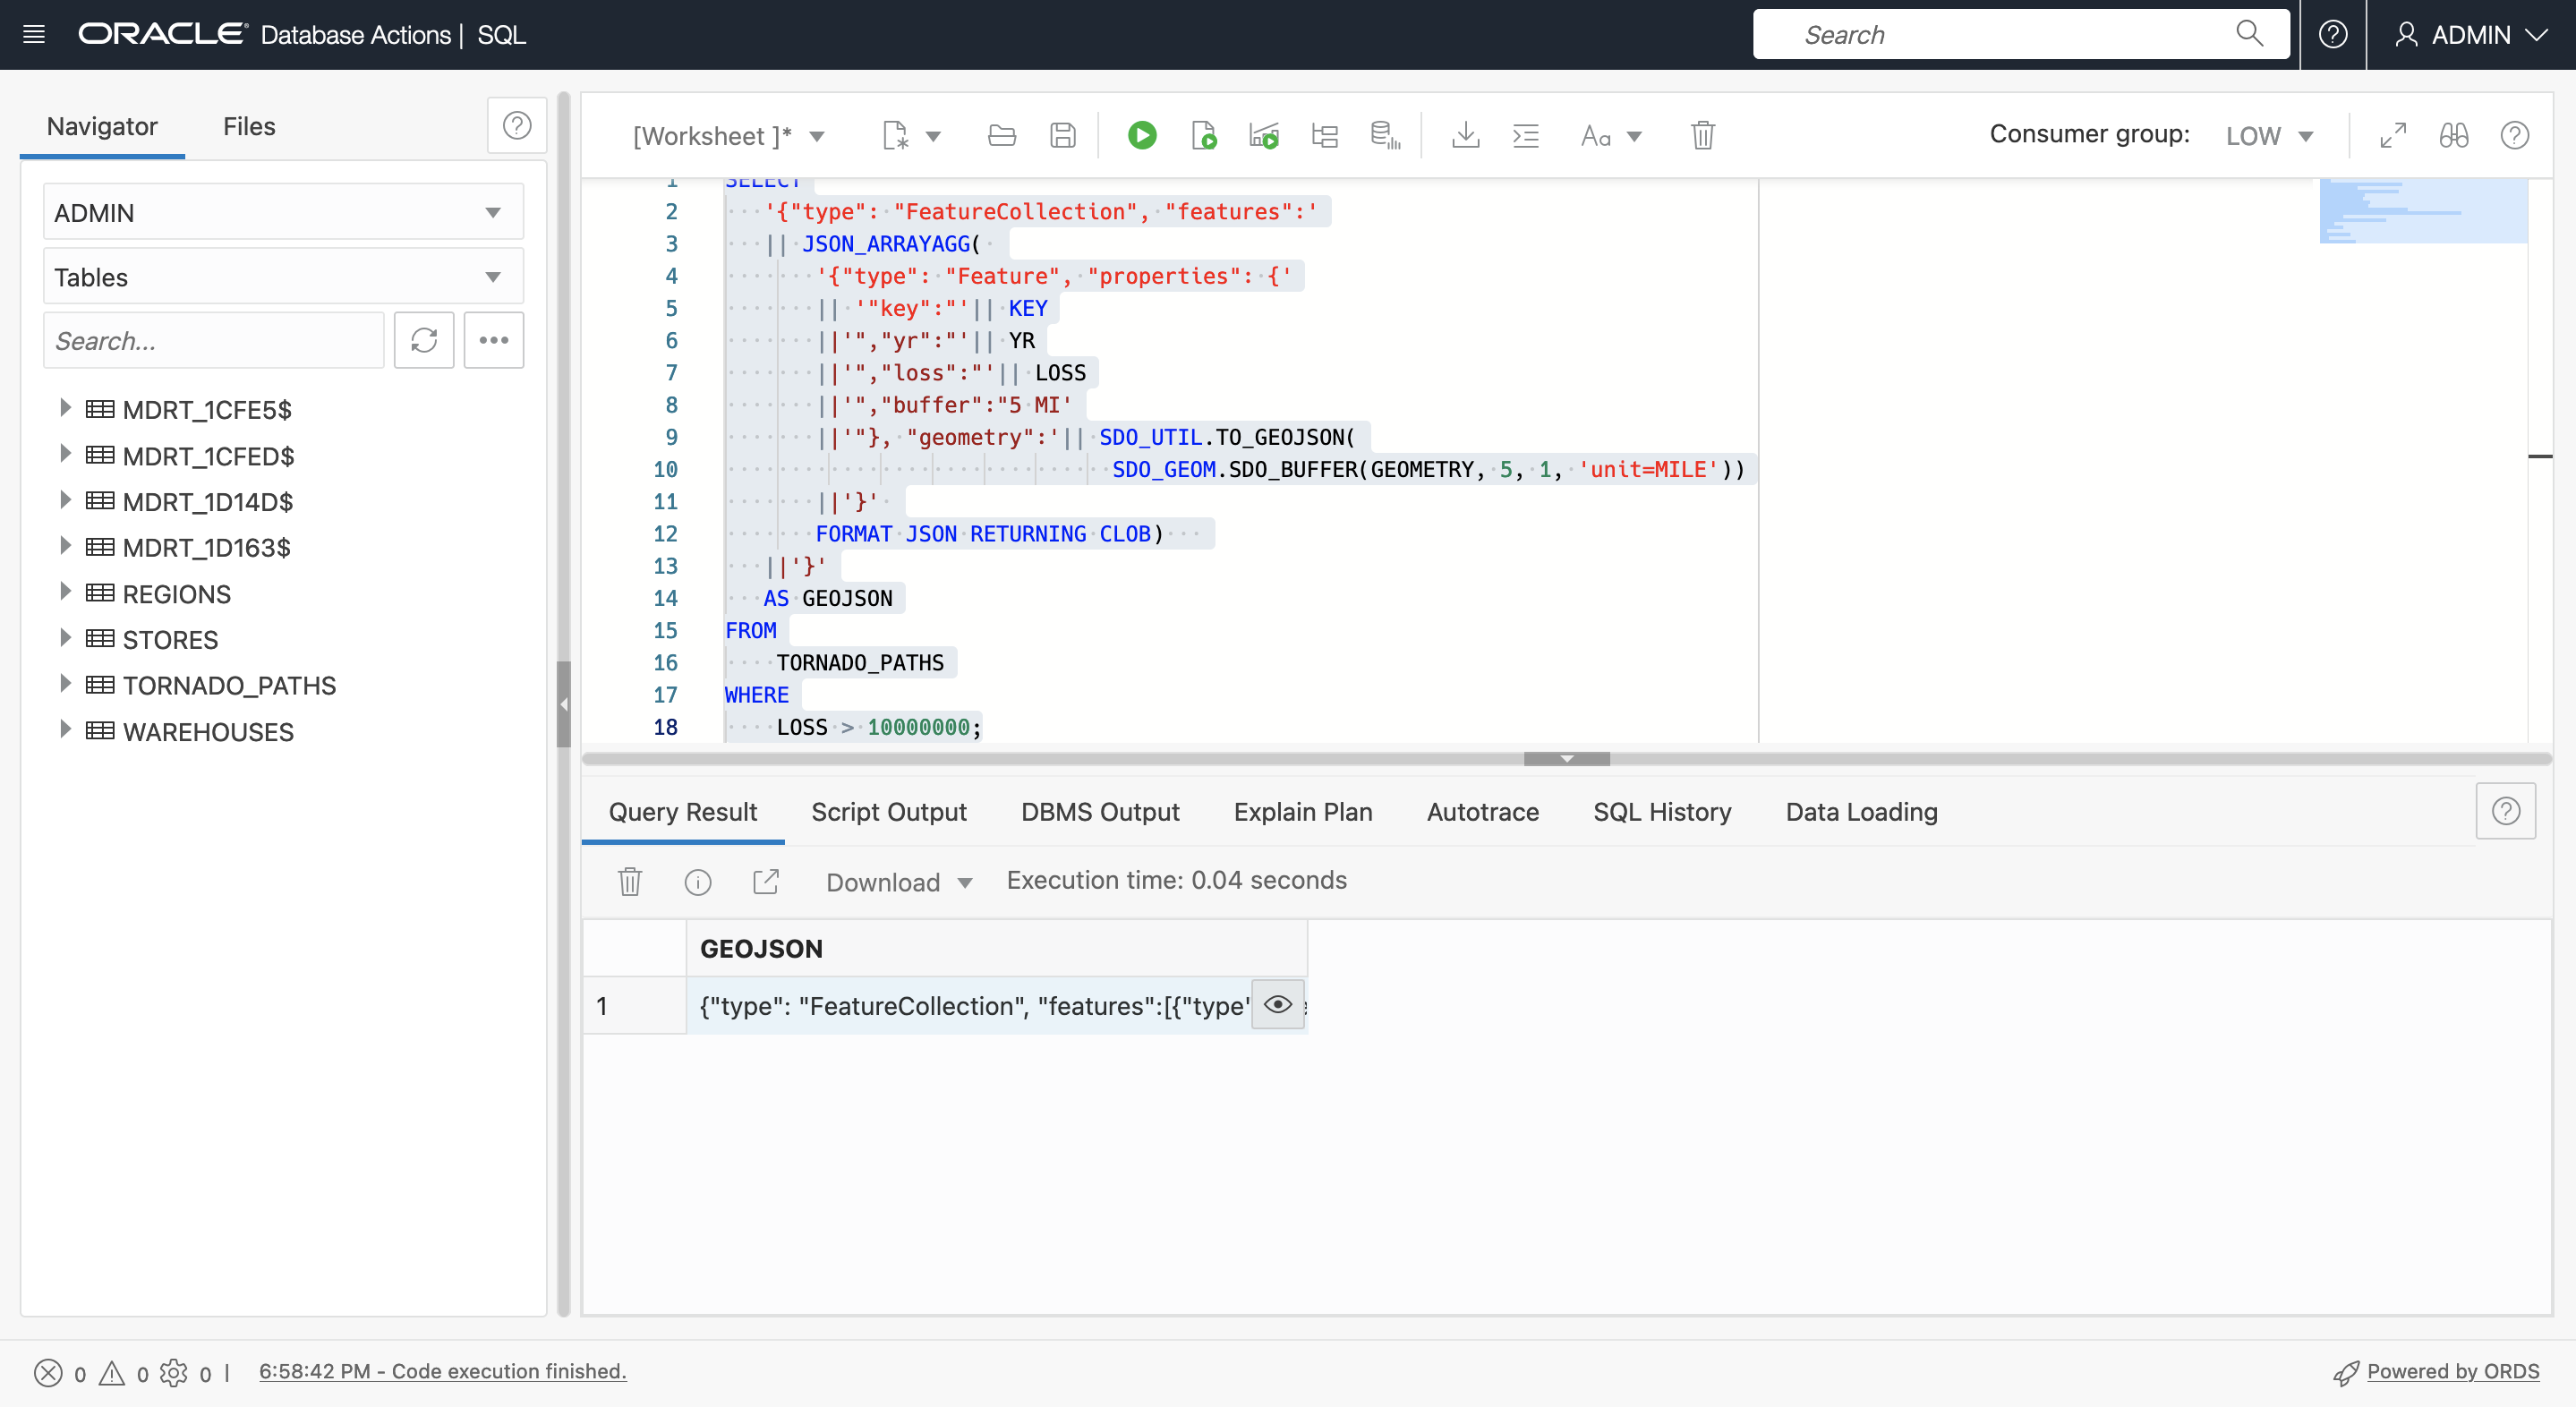 ORACLE Database Actions | SQL
Search
ADMIN
Navigator
Files
ADMIN
Tables
Search...
MDRT_1CFE5$
MDRT_1CFED$
MDRT_1D14D$
MDRT_1D163$
REGIONS
STORES
TORNADO_PATHS
WAREHOUSES
[Worksheet ]*
Aa
Consumer group: LOW
1 SELECT
2 '{"type": "FeatureCollection", "features":'
3 || JSON_ARRAYAGG(
4 '{"type": "Feature", "properties": {'
5 || '"key":"'|| KEY
6 ||'","yr":"'|| YR
7 ||'","loss":"'|| LOSS
8 ||'","buffer":"5 MI'
9 ||'"}, "geometry":'|| SDO_UTIL.TO_GEOJSON(
10 SDO_GEOM.SDO_BUFFER(GEOMETRY, 5, 1, 'unit=MILE'))
11 ||'}'
12 FORMAT JSON RETURNING CLOB)
13 ||'}'
14 AS GEOJSON
15 FROM
16 TORNADO_PATHS
17 WHERE
18 LOSS > 10000000;
Query Result
Script Output
DBMS Output
Explain Plan
Autotrace
SQL History
Data Loading
Download
Execution time: 0.04 seconds
GEOJSON
1 {"type": "FeatureCollection", "features":[{"type"
0 0 0 | 6:58:42 PM - Code execution finished.
Powered by ORDS